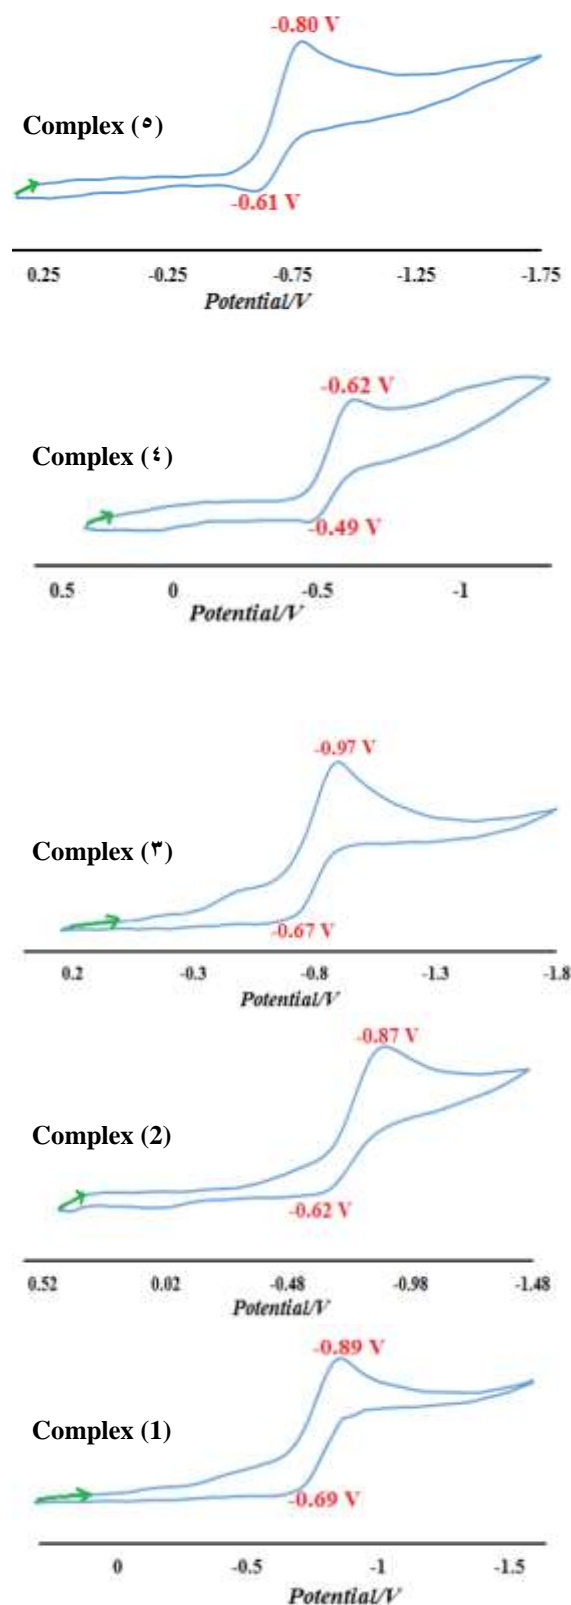 -0.80 V
Complex (٥)
-0.61 V
0.25 -0.25 -0.75 -1.25 -1.75
Potential/V
-0.62 V
Complex (٤)
-0.49 V
0.5 0 -0.5 -1
Potential/V
-0.97 V
Complex (٣)
-0.67 V
0.2 -0.3 -0.8 -1.3 -1.8
Potential/V
-0.87 V
Complex (2)
-0.62 V
0.52 0.02 -0.48 -0.98 -1.48
Potential/V
-0.89 V
Complex (1)
-0.69 V
0 -0.5 -1 -1.5
Potential/V